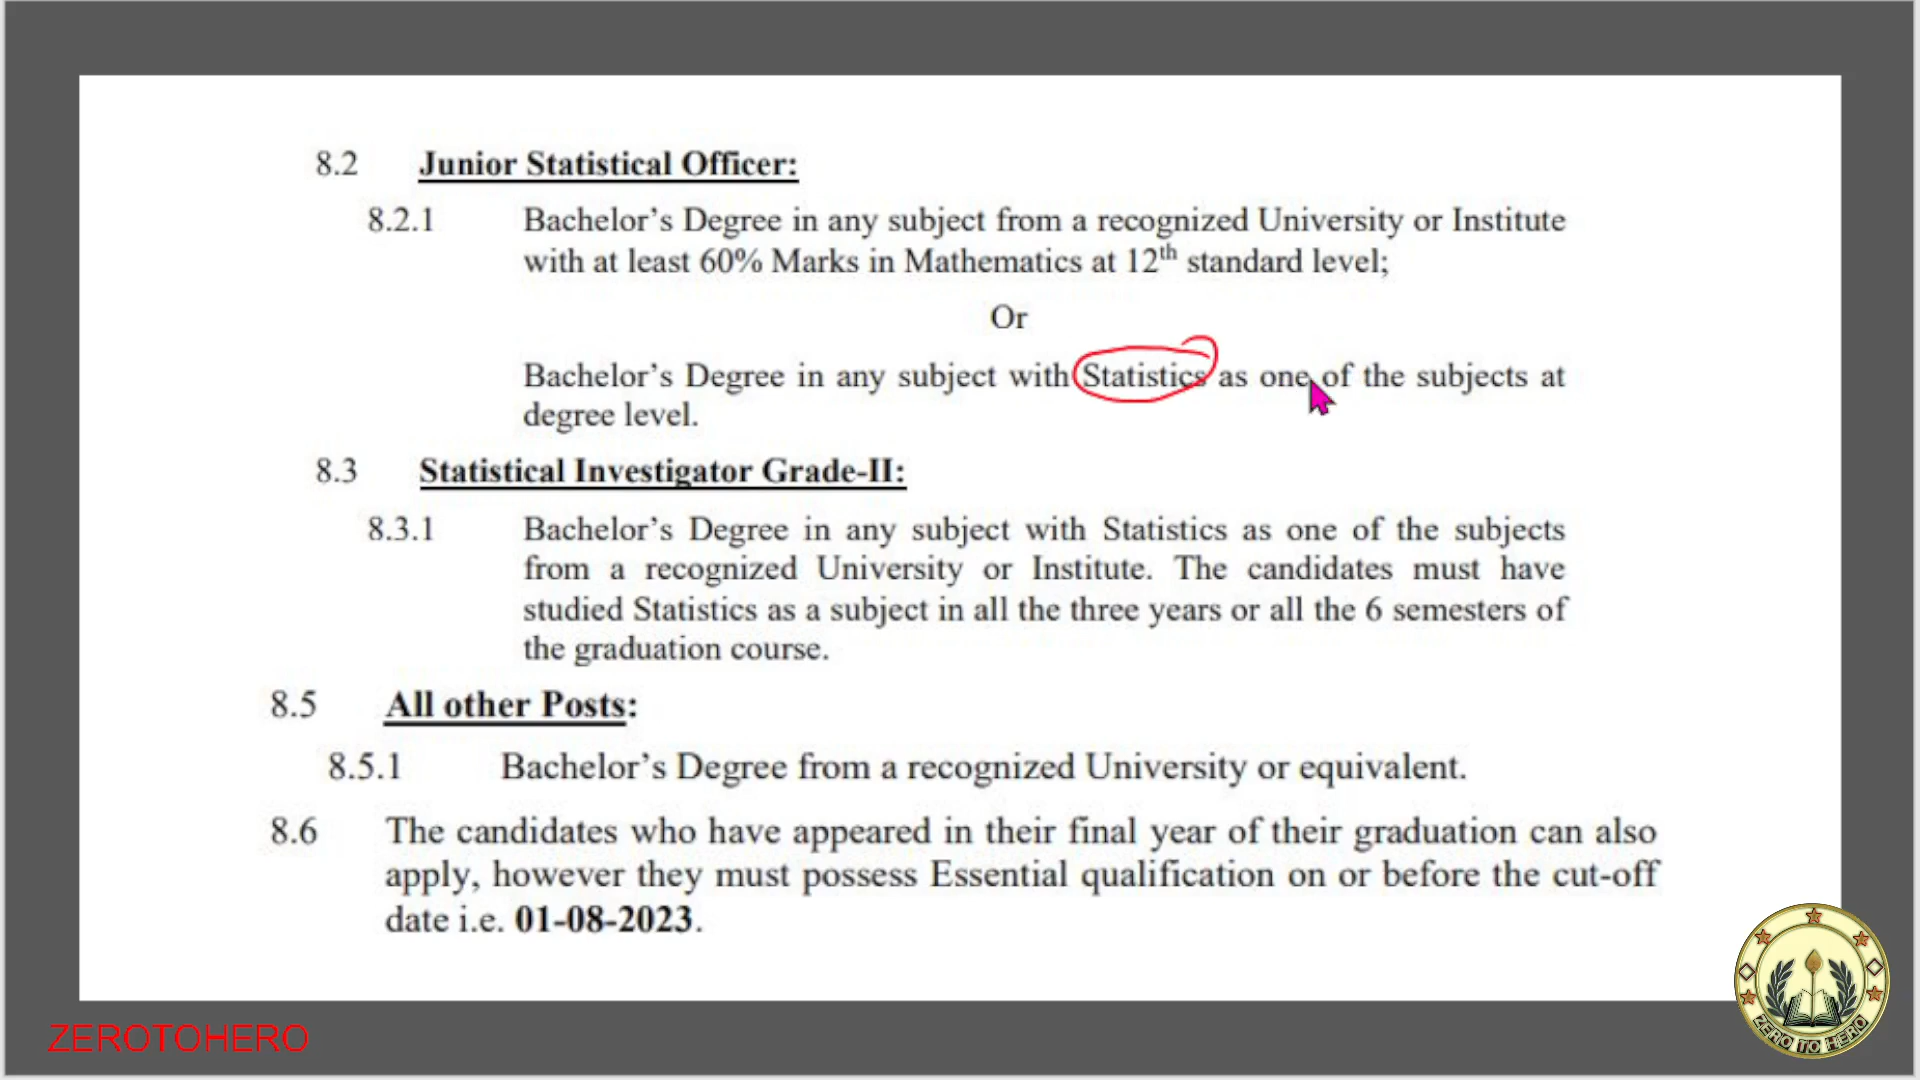 8.2 Junior Statistical Officer:
8.2.1 Bachelor's Degree in any subject from a recognized University or Institute
with at least 60% Marks in Mathematics at 12th standard level;
Or
Bachelor's Degree in any subject with Statistics as one of the subjects at
degree level.
8.3 Statistical Investigator Grade-II:
8.3.1 Bachelor's Degree in any subject with Statistics as one of the subjects
from a recognized University or Institute. The candidates must have
studied Statistics as a subject in all the three years or all the 6 semesters of
the graduation course.
8.5 All other Posts:
8.5.1 Bachelor's Degree from a recognized University or equivalent.
8.6 The candidates who have appeared in their final year of their graduation can also
apply, however they must possess Essential qualification on or before the cut-off
date i.e. 01-08-2023.
ZEROTOHERO
ZERO TO HERO